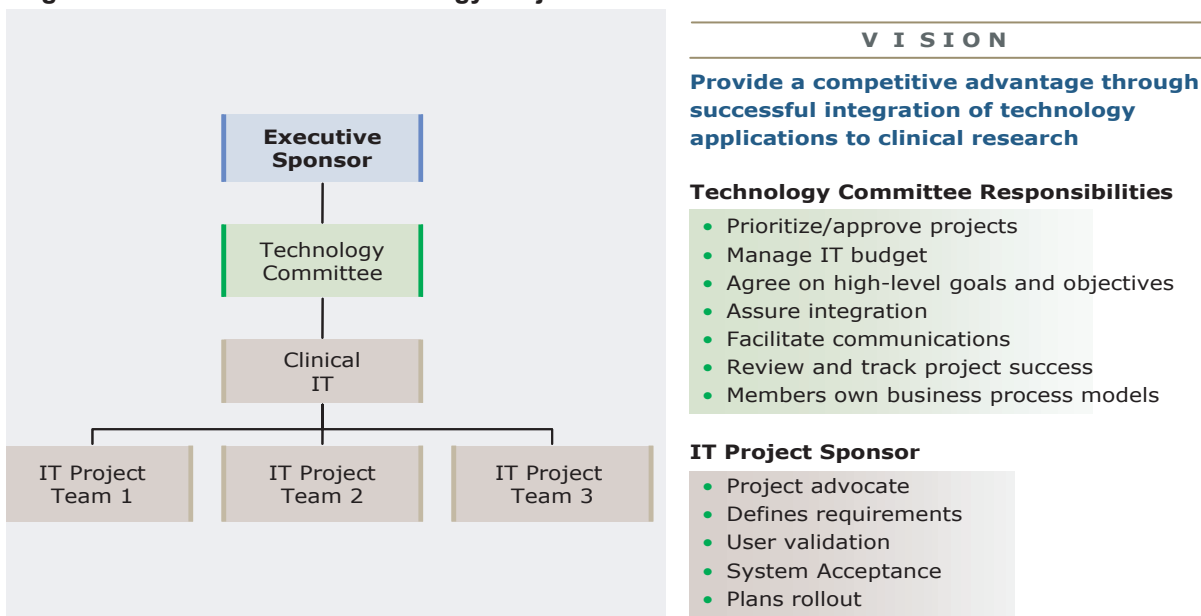 Executive
Sponsor
Technology
Committee
Clinical
IT
IT Project
Team 1
IT Project
Team 2
IT Project
Team 3
VISION
Provide a competitive advantage through
successful integration of technology
applications to clinical research
Technology Committee Responsibilities
• Prioritize/approve projects
• Manage IT budget
• Agree on high-level goals and objectives
• Assure integration
• Facilitate communications
• Review and track project success
• Members own business process models
IT Project Sponsor
• Project advocate
• Defines requirements
• User validation
• System Acceptance
• Plans rollout